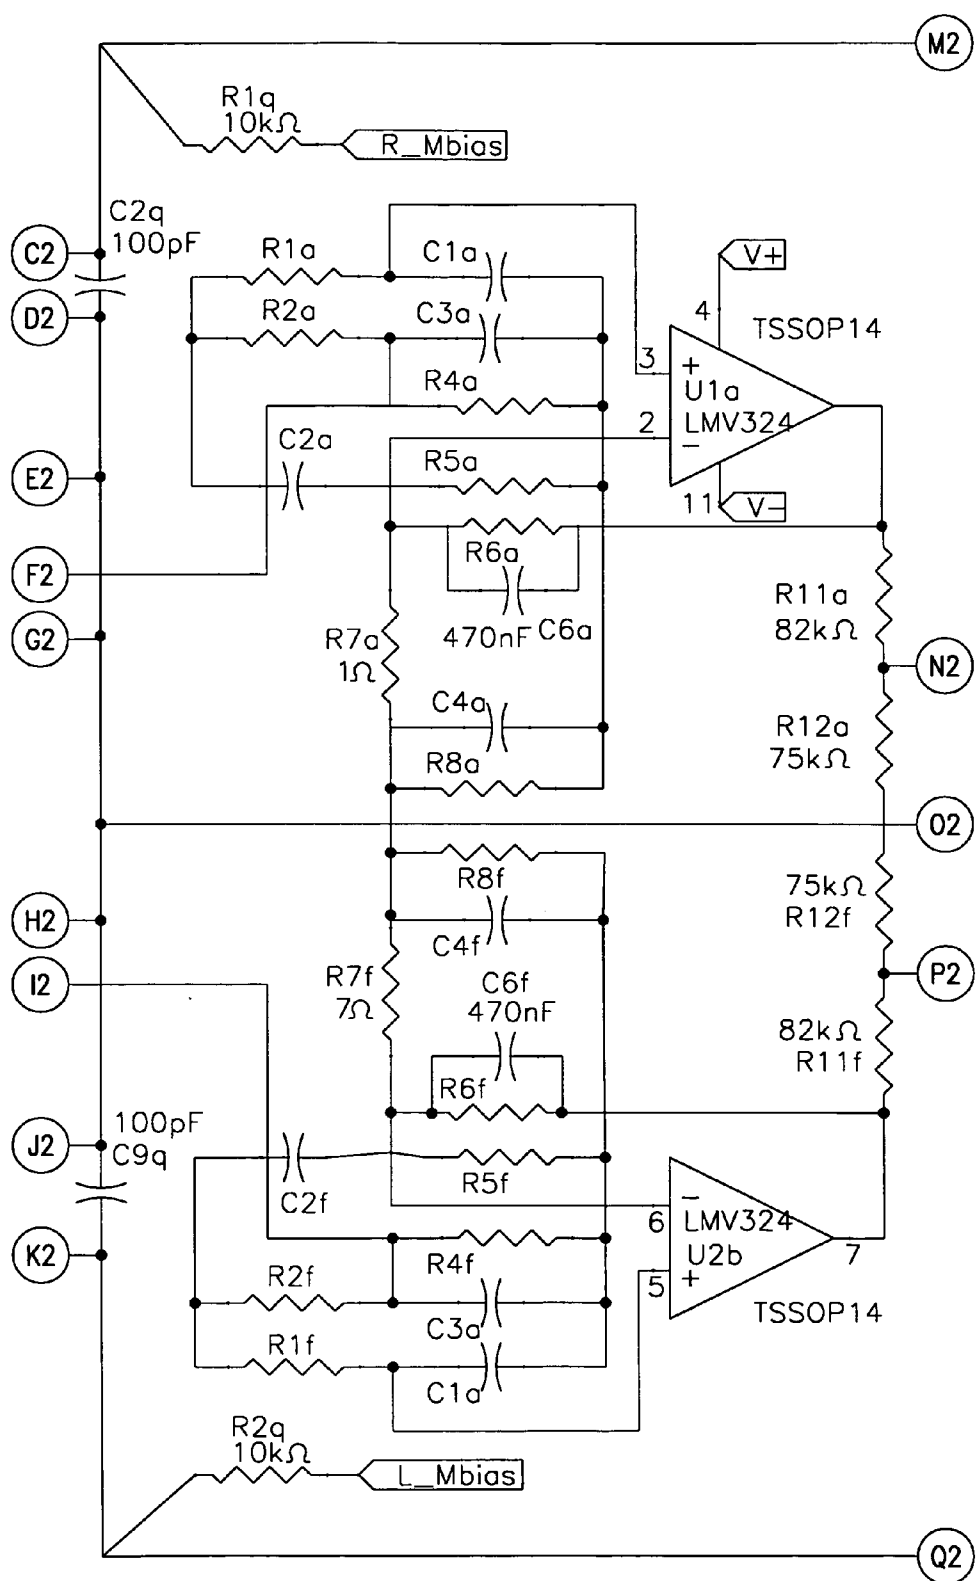 M2
R1q
10kΩ
R_Mbias
C2q
100pF
C2
D2
R1a
C1a
R2a
C3a
V+
4
TSSOP14
3
+
U1a
R4a
2
LMV324
−
C2a
R5a
E2
11
V−
R6a
F2
470nF
C6a
R11a
82kΩ
G2
R7a
1Ω
N2
C4a
R12a
75kΩ
R8a
O2
R8f
75kΩ
R12f
H2
C4f
I2
R7f
7Ω
C6f
470nF
P2
82kΩ
R11f
R6f
100pF
C9q
J2
C2f
R5f
−
6
LMV324
U2b
7
K2
R4f
5
+
R2f
C3a
TSSOP14
R1f
C1a
R2q
10kΩ
L_Mbias
Q2